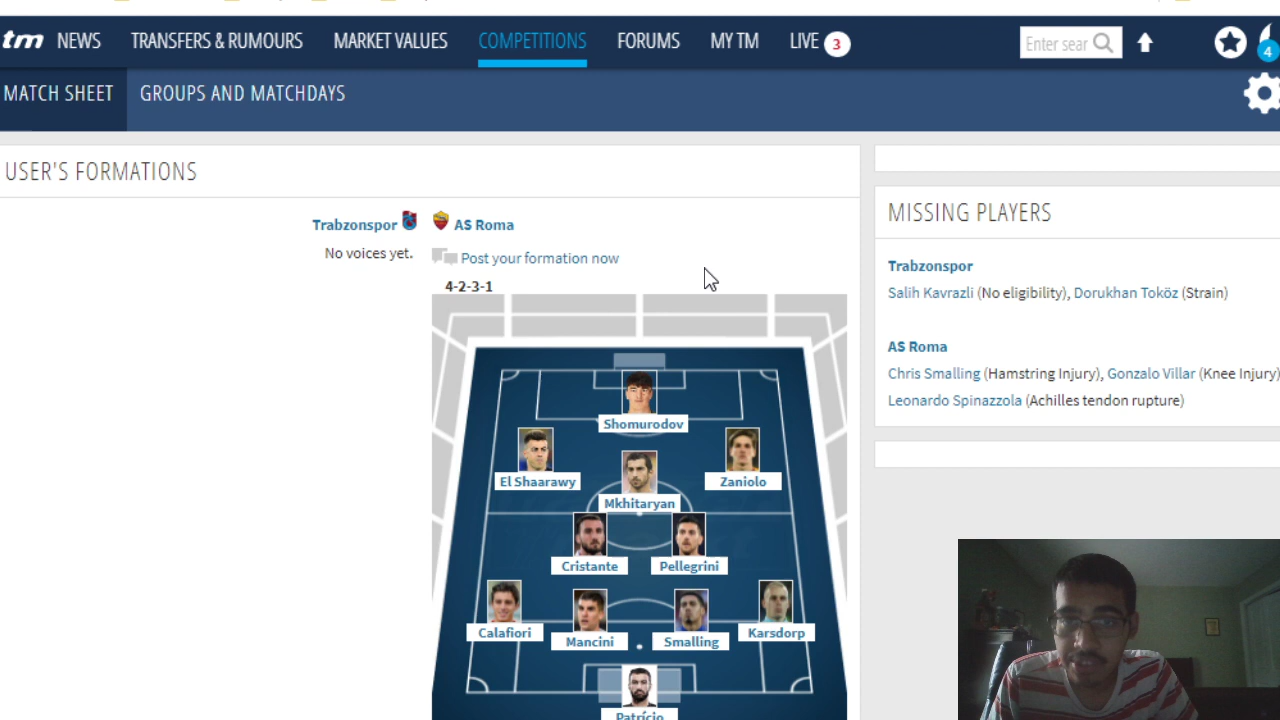 tm NEWS TRANSFERS & RUMOURS MARKET VALUES COMPETITIONS FORUMS MY TM LIVE 3 Enter sear 4
MATCH SHEET GROUPS AND MATCHDAYS
USER'S FORMATIONS
Trabzonspor AS Roma
No voices yet.
Post your formation now
4-2-3-1
Shomurodov
El Shaarawy
Zaniolo
Mkhitaryan
Cristante Pellegrini
Calafiori Mancini Smalling Karsdorp
Patrício
MISSING PLAYERS
Trabzonspor
Salih Kavrazli (No eligibility), Dorukhan Toköz (Strain)
AS Roma
Chris Smalling (Hamstring Injury), Gonzalo Villar (Knee Injury)
Leonardo Spinazzola (Achilles tendon rupture)